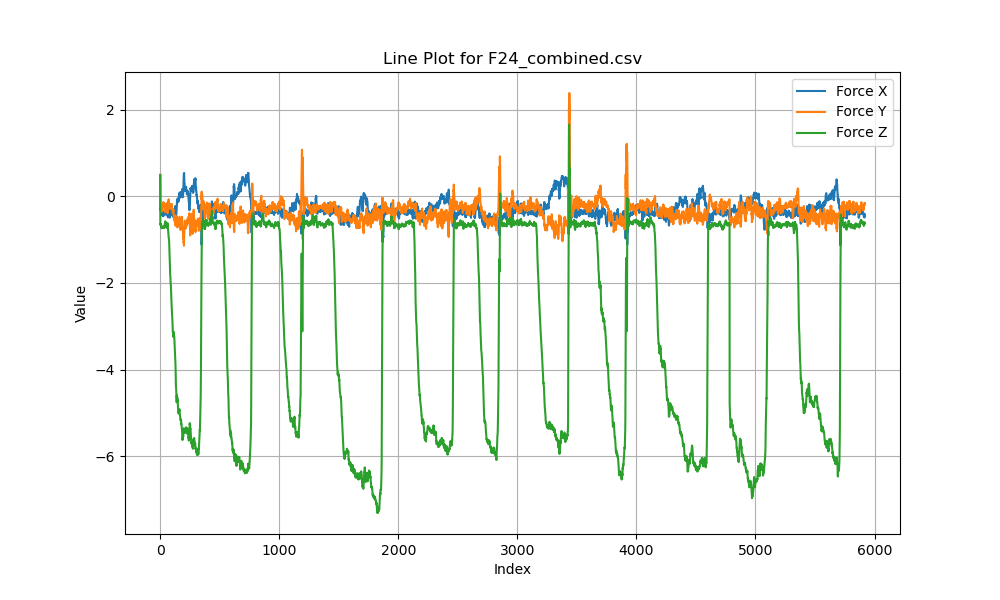 Line Plot for F24_combined.csv
Force X
Force Y
Force Z
2
0
−2
−4
−6
Value
0 1000 2000 3000 4000 5000 6000
Index